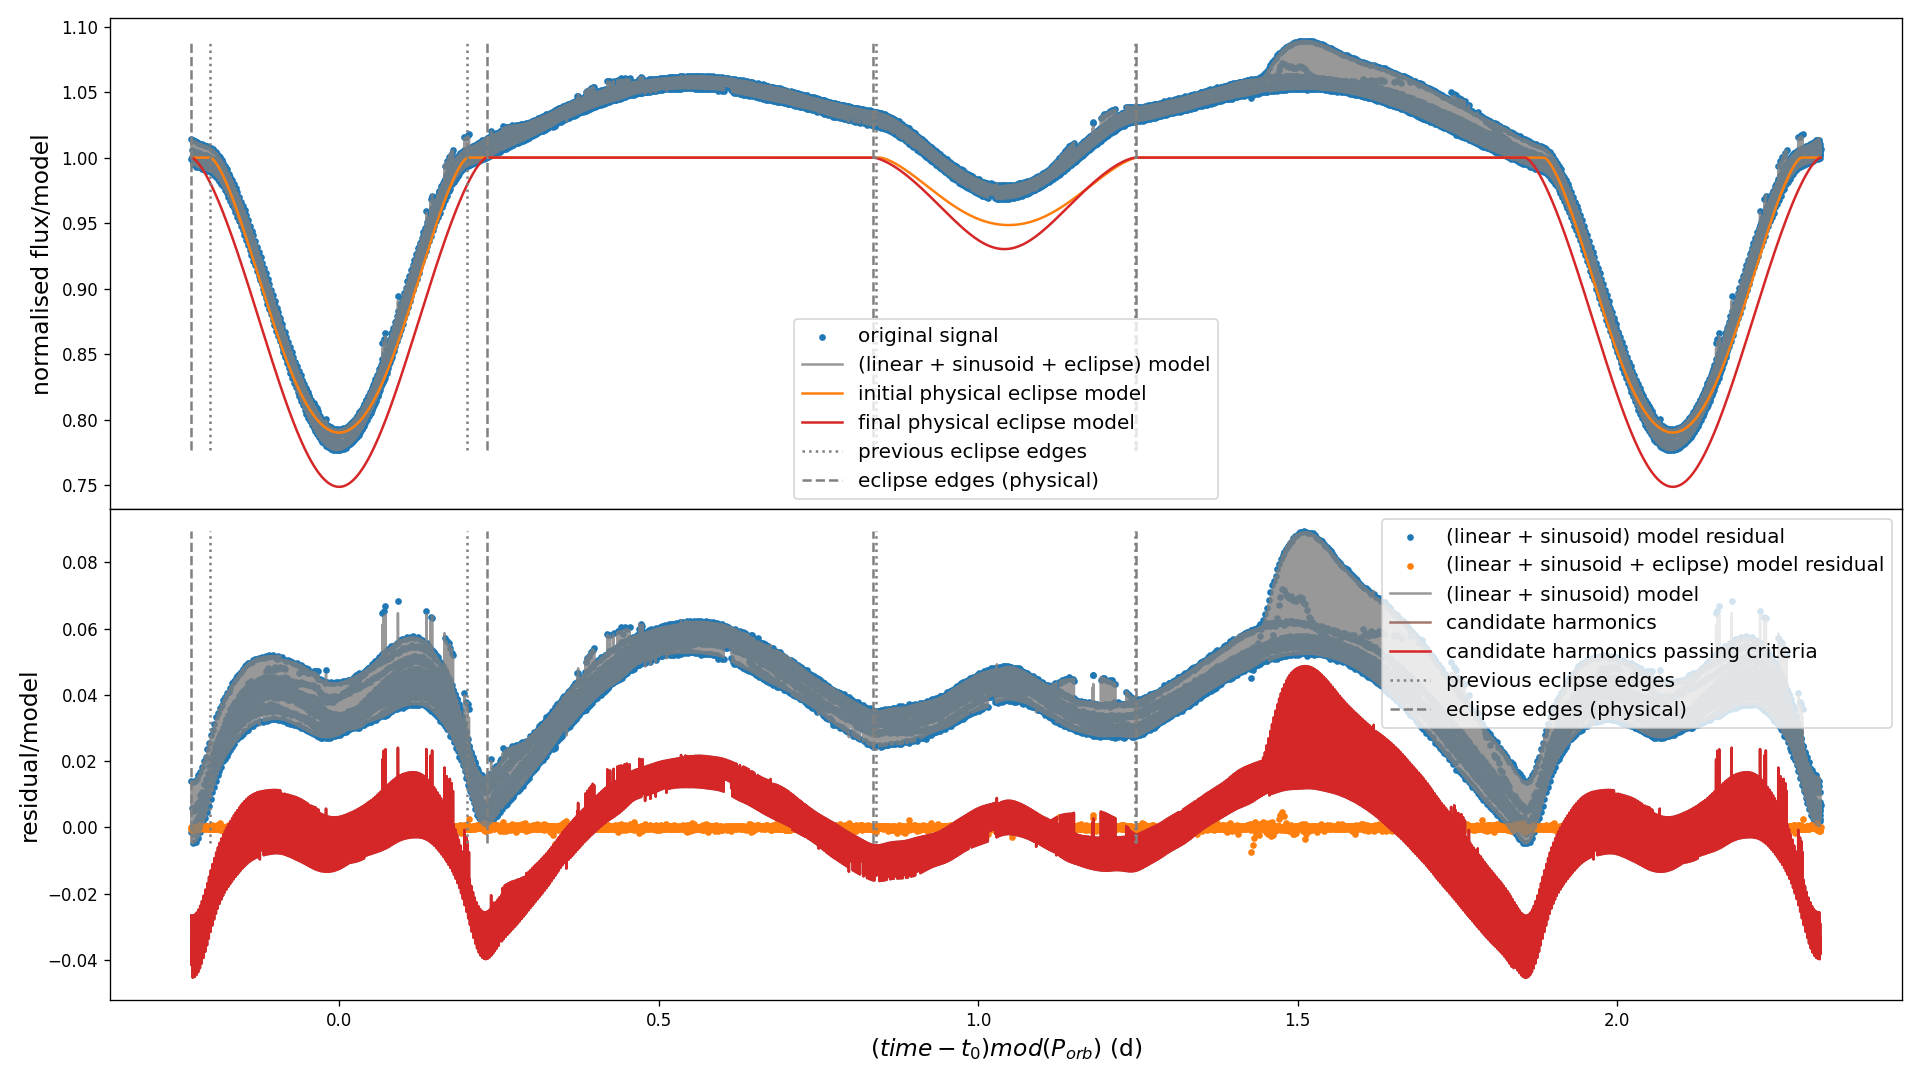 1.10
1.05
1.00
0.95
0.90
0.85
0.80
0.75
normalised flux/model
original signal
(linear + sinusoid + eclipse) model
initial physical eclipse model
final physical eclipse model
previous eclipse edges
eclipse edges (physical)
0.08
0.06
0.04
0.02
0.00
−0.02
−0.04
residual/model
(linear + sinusoid) model residual
(linear + sinusoid + eclipse) model residual
(linear + sinusoid) model
candidate harmonics
candidate harmonics passing criteria
previous eclipse edges
eclipse edges (physical)
0.0 0.5 1.0 1.5 2.0
(time − t₀)mod(P_orb) (d)